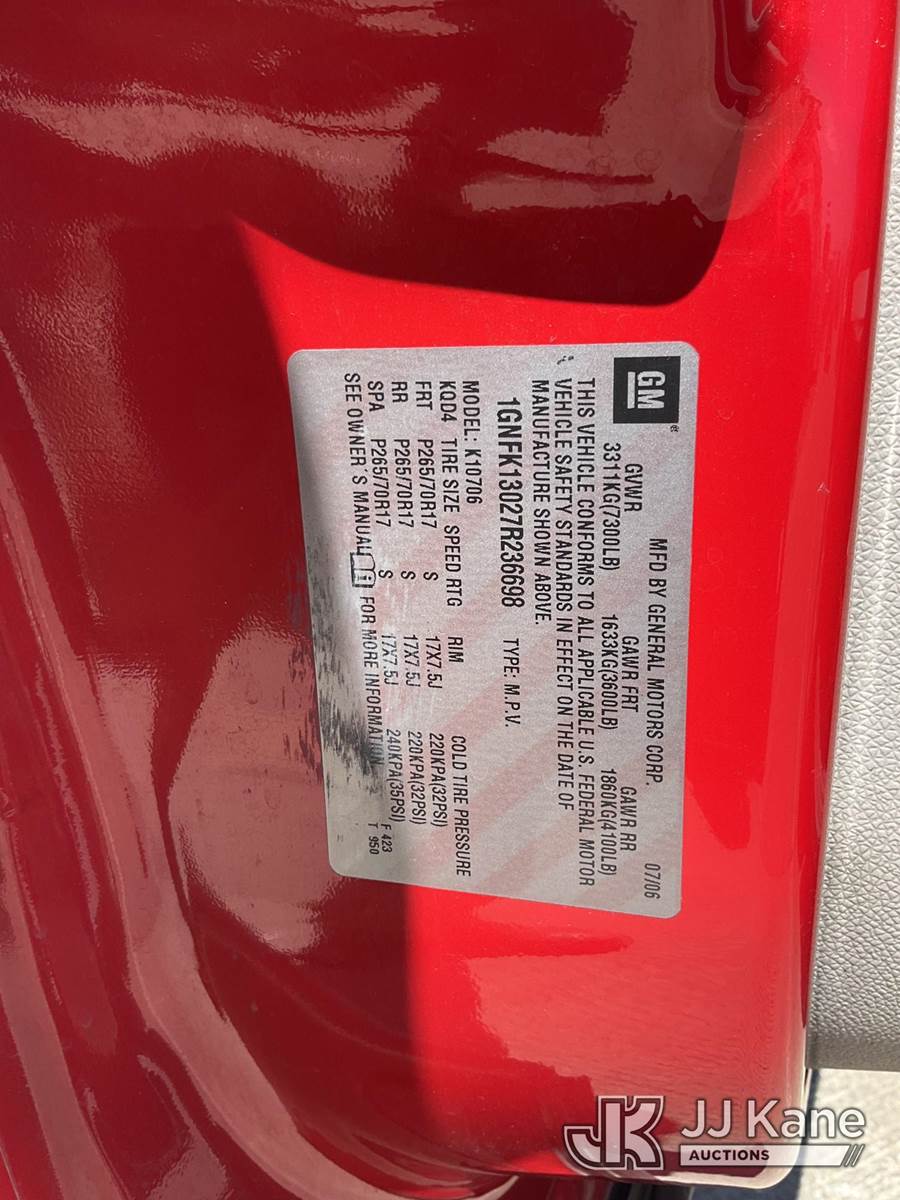 GM
MFD BY GENERAL MOTORS CORP. 07/06
GVWR GAWR FRT GAWR RR
3311KG(7300LB) 1633KG(3600LB) 1860KG(4100LB)
THIS VEHICLE CONFORMS TO ALL APPLICABLE U.S. FEDERAL MOTOR
VEHICLE SAFETY STANDARDS IN EFFECT ON THE DATE OF
MANUFACTURE SHOWN ABOVE.
1GNFK13027R236698 TYPE: M.P.V.
MODEL: K10706
KQD4 TIRE SIZE SPEED RTG RIM COLD TIRE PRESSURE
FRT P265/70R17 S 17X7.5J 220KPA(32PSI)
RR P265/70R17 S 17X7.5J 220KPA(32PSI)
SPA P265/70R17 S 17X7.5J 240KPA(35PSI) F 423
SEE OWNER'S MANUAL FOR MORE INFORMATION T 950
JK JJ Kane
AUCTIONS